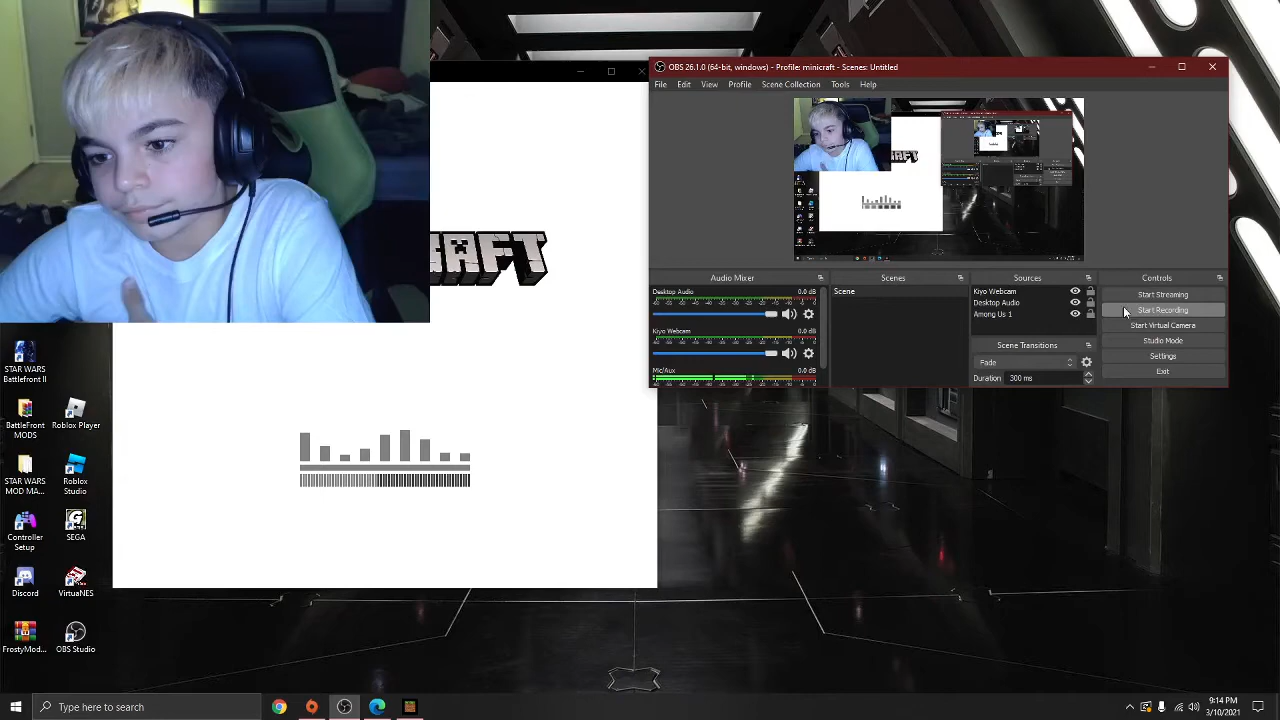 OBS 26.1.0 (64-bit, windows) - Profile: minicraft - Scenes: Untitled
File Edit View Profile Scene Collection Tools Help
RAFT
Audio Mixer
Desktop Audio 0.0 dB
Kiyo Webcam 0.0 dB
Mic/Aux 0.0 dB
Scenes
Scene
Sources
Kiyo Webcam
Desktop Audio
Among Us 1
Scene Transitions
Fade
Duration 300 ms
Controls
Start Streaming
Start Recording
Start Virtual Camera
Studio Mode
Settings
Exit
STAR WARS
Battlefront II
BattleFront
MODS
Roblox Player
STAR WARS
MOD MA...
Roblox
Studio
Controller
Setup
SEGA
Discord
VirtuaNES
FrostyMod...
OBS Studio
Type here to search
9:14 PM
3/10/2021